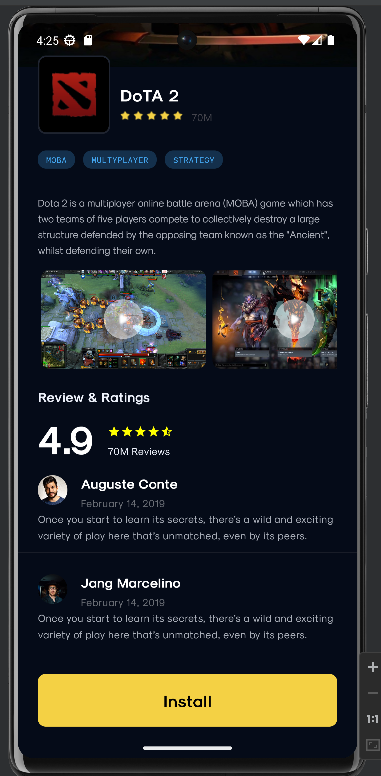 4:25
DoTA 2
70M
MOBA MULTYPLAYER STRATEGY
Dota 2 is a multiplayer online battle arena (MOBA) game which has
two teams of five players compete to collectively destroy a large
structure defended by the opposing team known as the "Ancient",
whilst defending their own.
Review & Ratings
4.9
70M Reviews
Auguste Conte
February 14, 2019
Once you start to learn its secrets, there's a wild and exciting
variety of play here that's unmatched, even by its peers.
Jang Marcelino
February 14, 2019
Once you start to learn its secrets, there's a wild and exciting
variety of play here that's unmatched, even by its peers.
Install
1:1